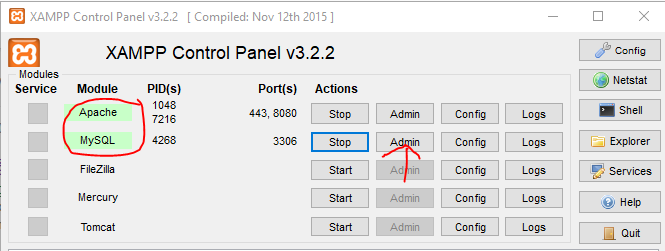 XAMPP Control Panel v3.2.2 [ Compiled: Nov 12th 2015 ]
XAMPP Control Panel v3.2.2
Config
Modules
Service Module PID(s) Port(s) Actions
Netstat
Apache 1048 7216 443, 8080 Stop Admin Config Logs
Shell
MySQL 4268 3306 Stop Admin Config Logs
Explorer
FileZilla Start Admin Config Logs
Services
Mercury Start Admin Config Logs
Help
Tomcat Start Admin Config Logs
Quit